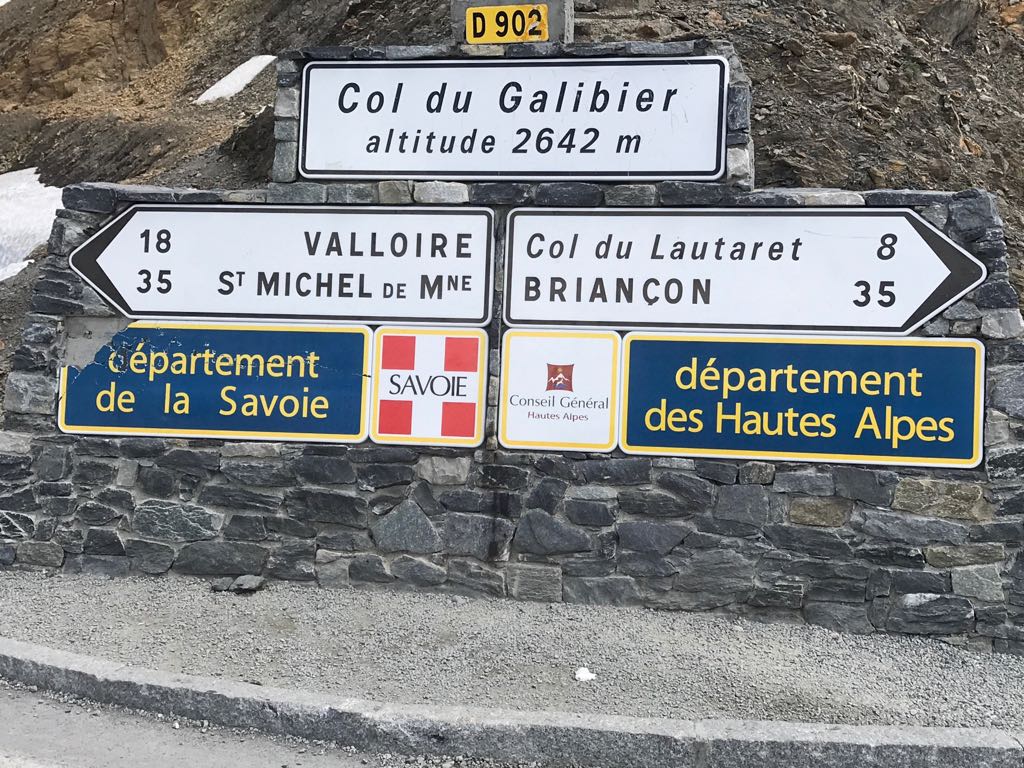 D 902
Col du Galibier
altitude 2642 m
18 VALLOIRE
35 ST MICHEL DE MNE
Col du Lautaret 8
BRIANÇON 35
département
de la Savoie
SAVOIE
Conseil Général
Hautes Alpes
département
des Hautes Alpes